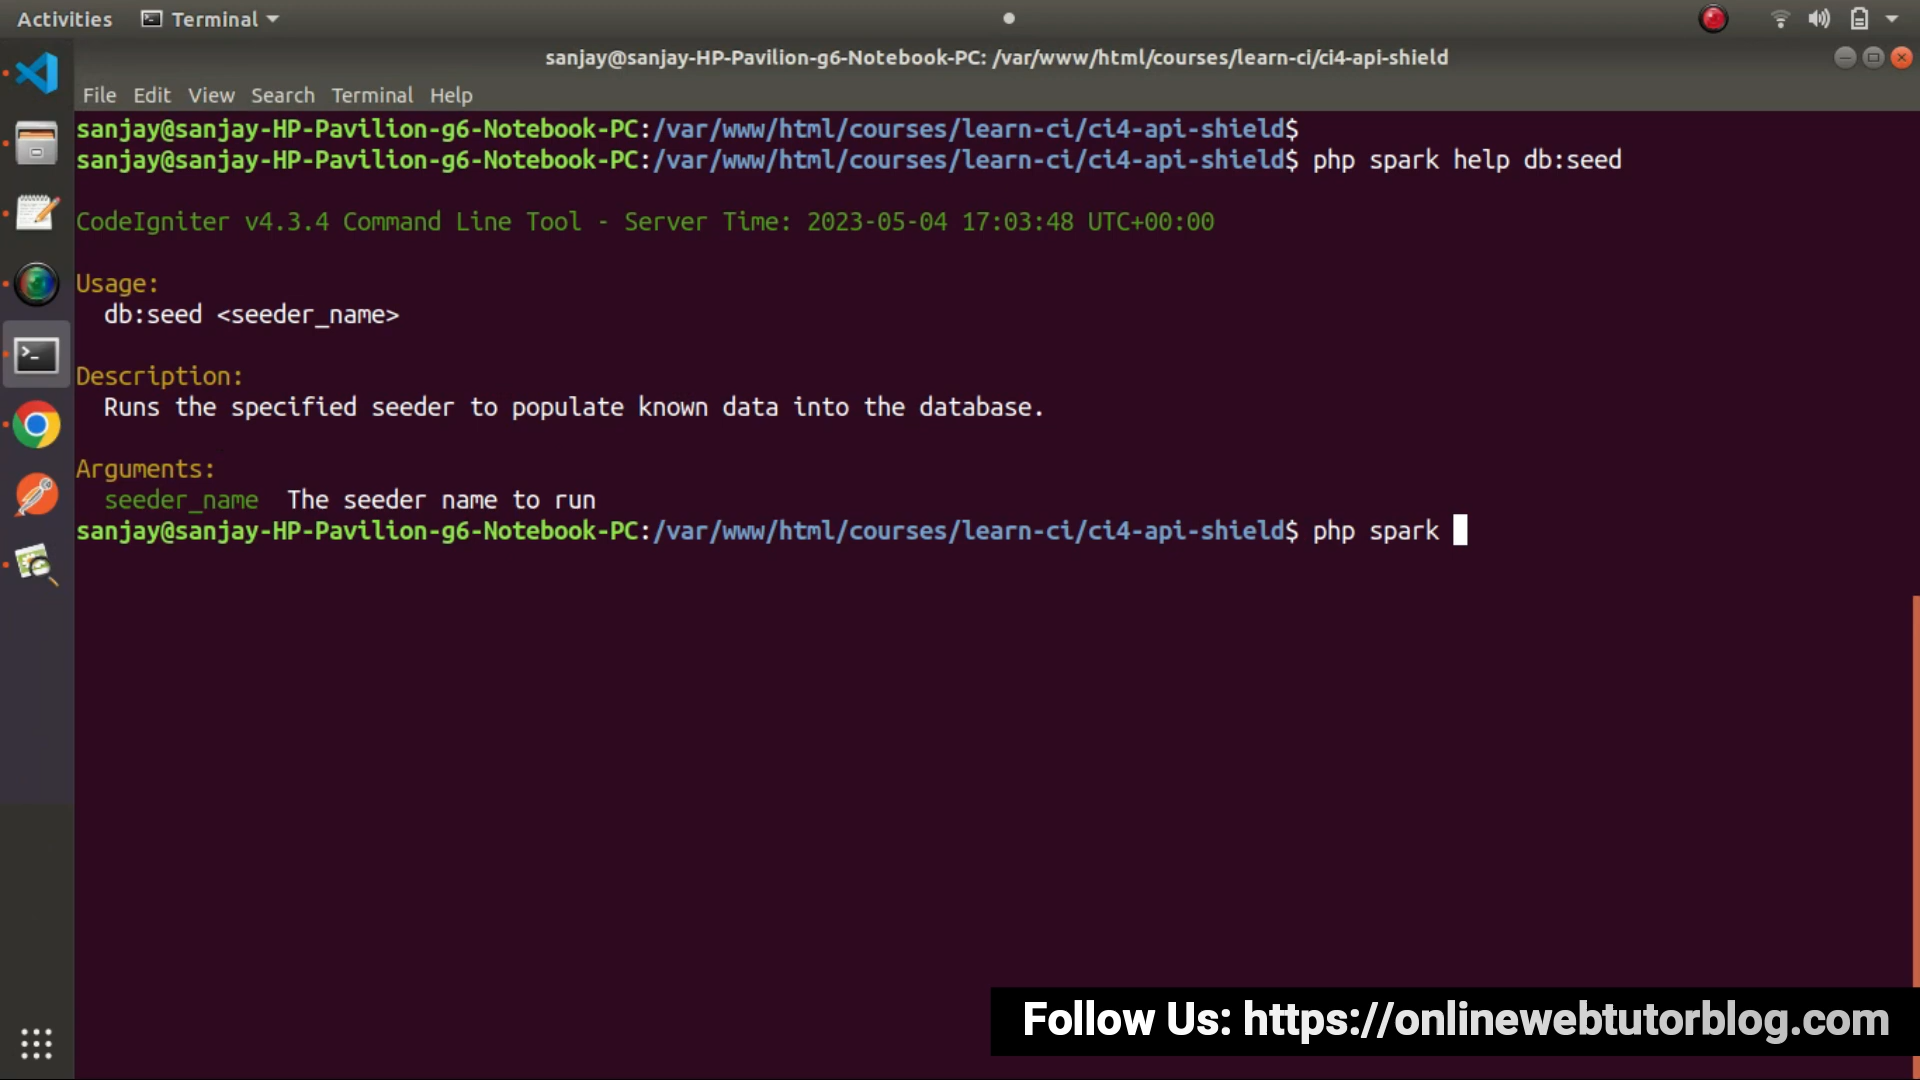 Activities Terminal
sanjay@sanjay-HP-Pavilion-g6-Notebook-PC: /var/www/html/courses/learn-ci/ci4-api-shield
File Edit View Search Terminal Help
sanjay@sanjay-HP-Pavilion-g6-Notebook-PC:/var/www/html/courses/learn-ci/ci4-api-shield$
sanjay@sanjay-HP-Pavilion-g6-Notebook-PC:/var/www/html/courses/learn-ci/ci4-api-shield$ php spark help db:seed
CodeIgniter v4.3.4 Command Line Tool - Server Time: 2023-05-04 17:03:48 UTC+00:00
Usage:
db:seed <seeder_name>
Description:
Runs the specified seeder to populate known data into the database.
Arguments:
seeder_name The seeder name to run
sanjay@sanjay-HP-Pavilion-g6-Notebook-PC:/var/www/html/courses/learn-ci/ci4-api-shield$ php spark
Follow Us: https://onlinewebtutorblog.com